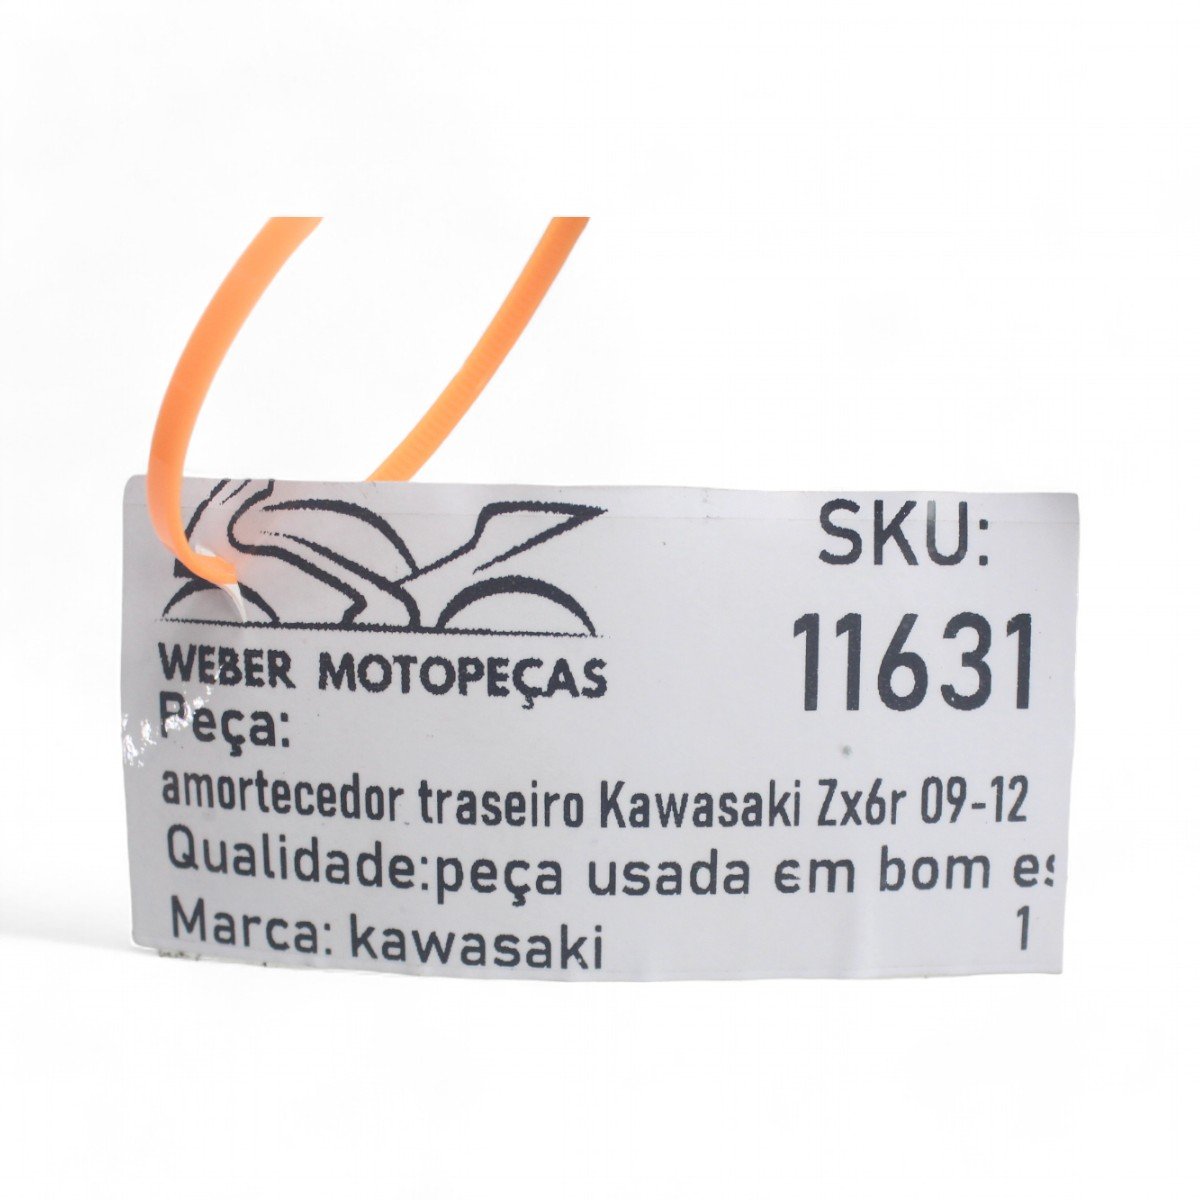 SKU:
11631
WEBER MOTOPEÇAS
Peça:
amortecedor traseiro Kawasaki Zx6r 09-12
Qualidade:peça usada em bom es
Marca: kawasaki 1